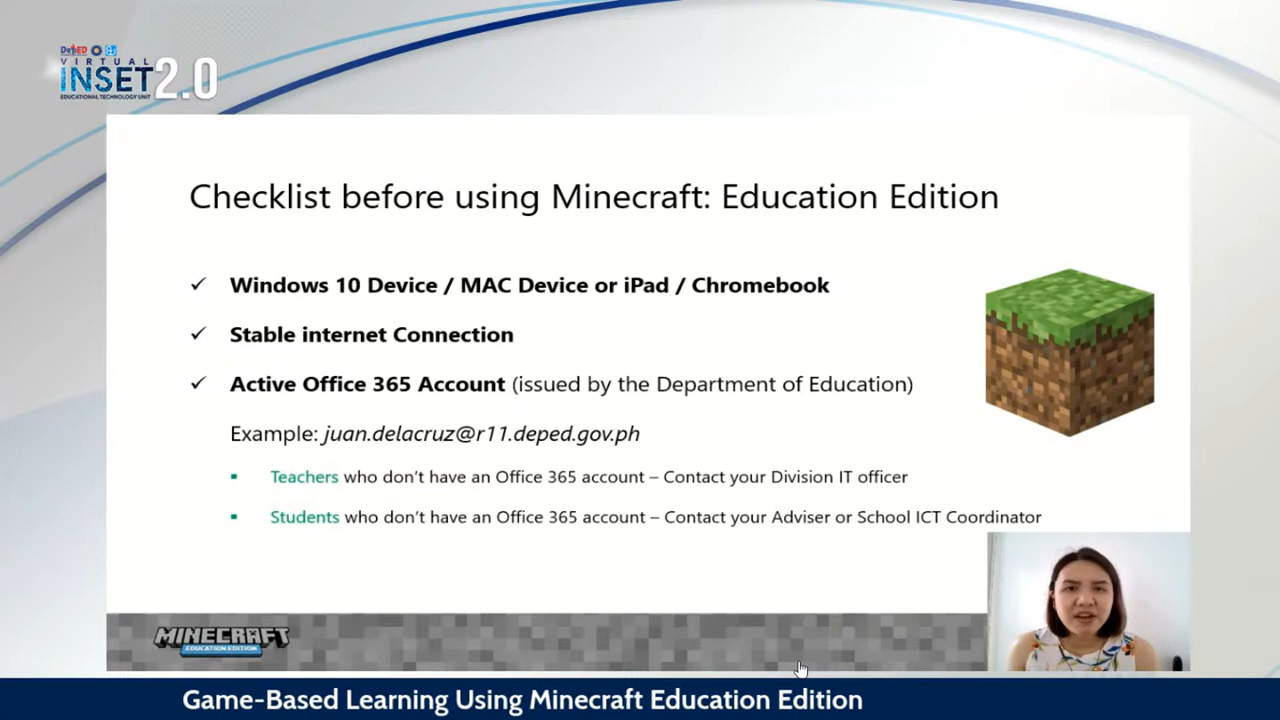 DepED
VIRTUAL
INSET 2.0
EDUCATIONAL TECHNOLOGY UNIT
Checklist before using Minecraft: Education Edition
✓ Windows 10 Device / MAC Device or iPad / Chromebook
✓ Stable internet Connection
✓ Active Office 365 Account (issued by the Department of Education)
Example: juan.delacruz@r11.deped.gov.ph
▪ Teachers who don't have an Office 365 account – Contact your Division IT officer
▪ Students who don't have an Office 365 account – Contact your Adviser or School ICT Coordinator
MINECRAFT
EDUCATION EDITION
Game-Based Learning Using Minecraft Education Edition